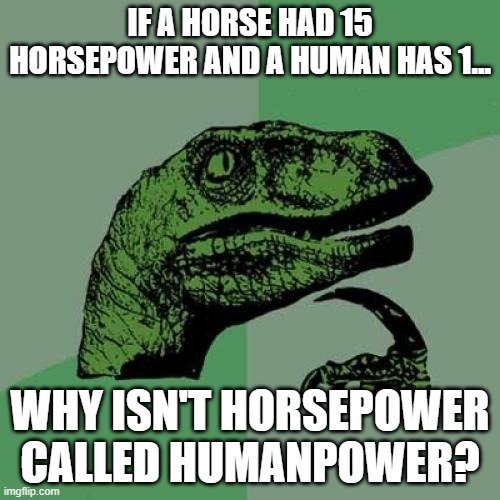 IF A HORSE HAD 15
HORSEPOWER AND A HUMAN HAS 1...
WHY ISN'T HORSEPOWER
CALLED HUMANPOWER?
imgflip.com